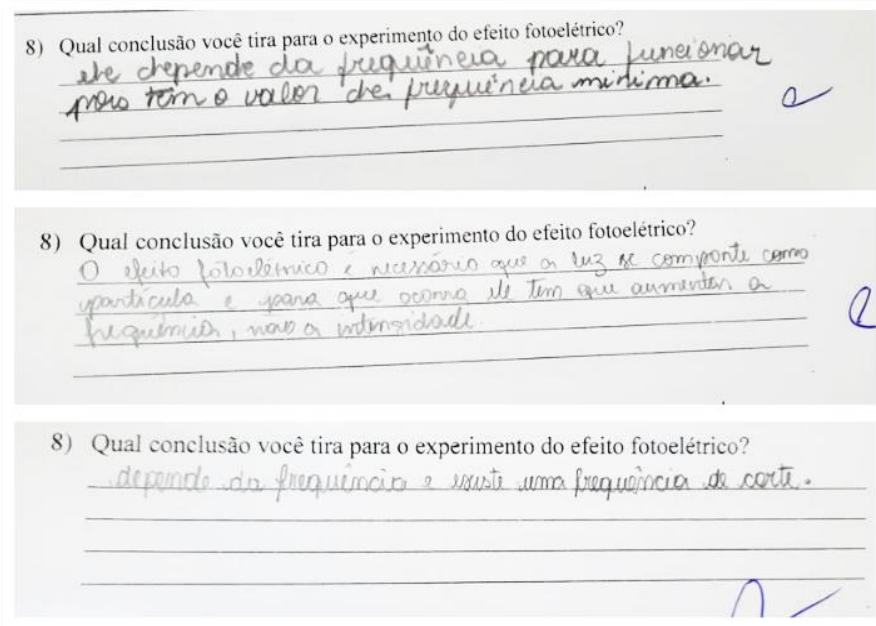 8) Qual conclusão você tira para o experimento do efeito fotoelétrico?
ele depende da frequência para funcionar
pois tem o valor de frequência minima.
8) Qual conclusão você tira para o experimento do efeito fotoelétrico?
O efeito fotoelétrico é necessário que a luz se comporte como
partícula e para que ocorra ele tem que aumentar a
frequência, não a intensidade.
8) Qual conclusão você tira para o experimento do efeito fotoelétrico?
depende da frequência e existe uma frequência de corte.